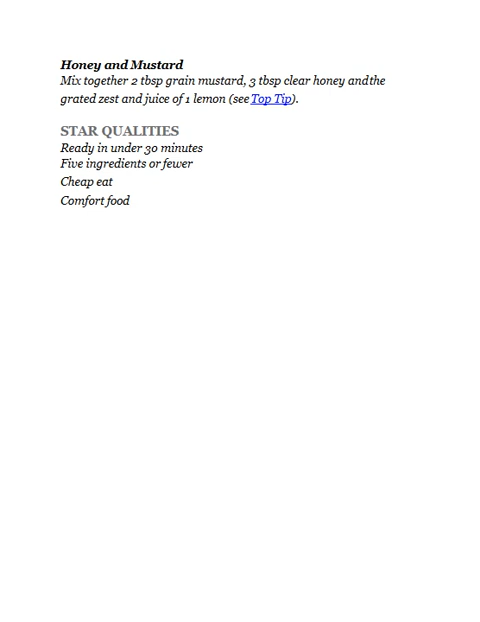 Honey and Mustard
Mix together 2 tbsp grain mustard, 3 tbsp clear honey and the
grated zest and juice of 1 lemon (see Top Tip).
STAR QUALITIES
Ready in under 30 minutes
Five ingredients or fewer
Cheap eat
Comfort food